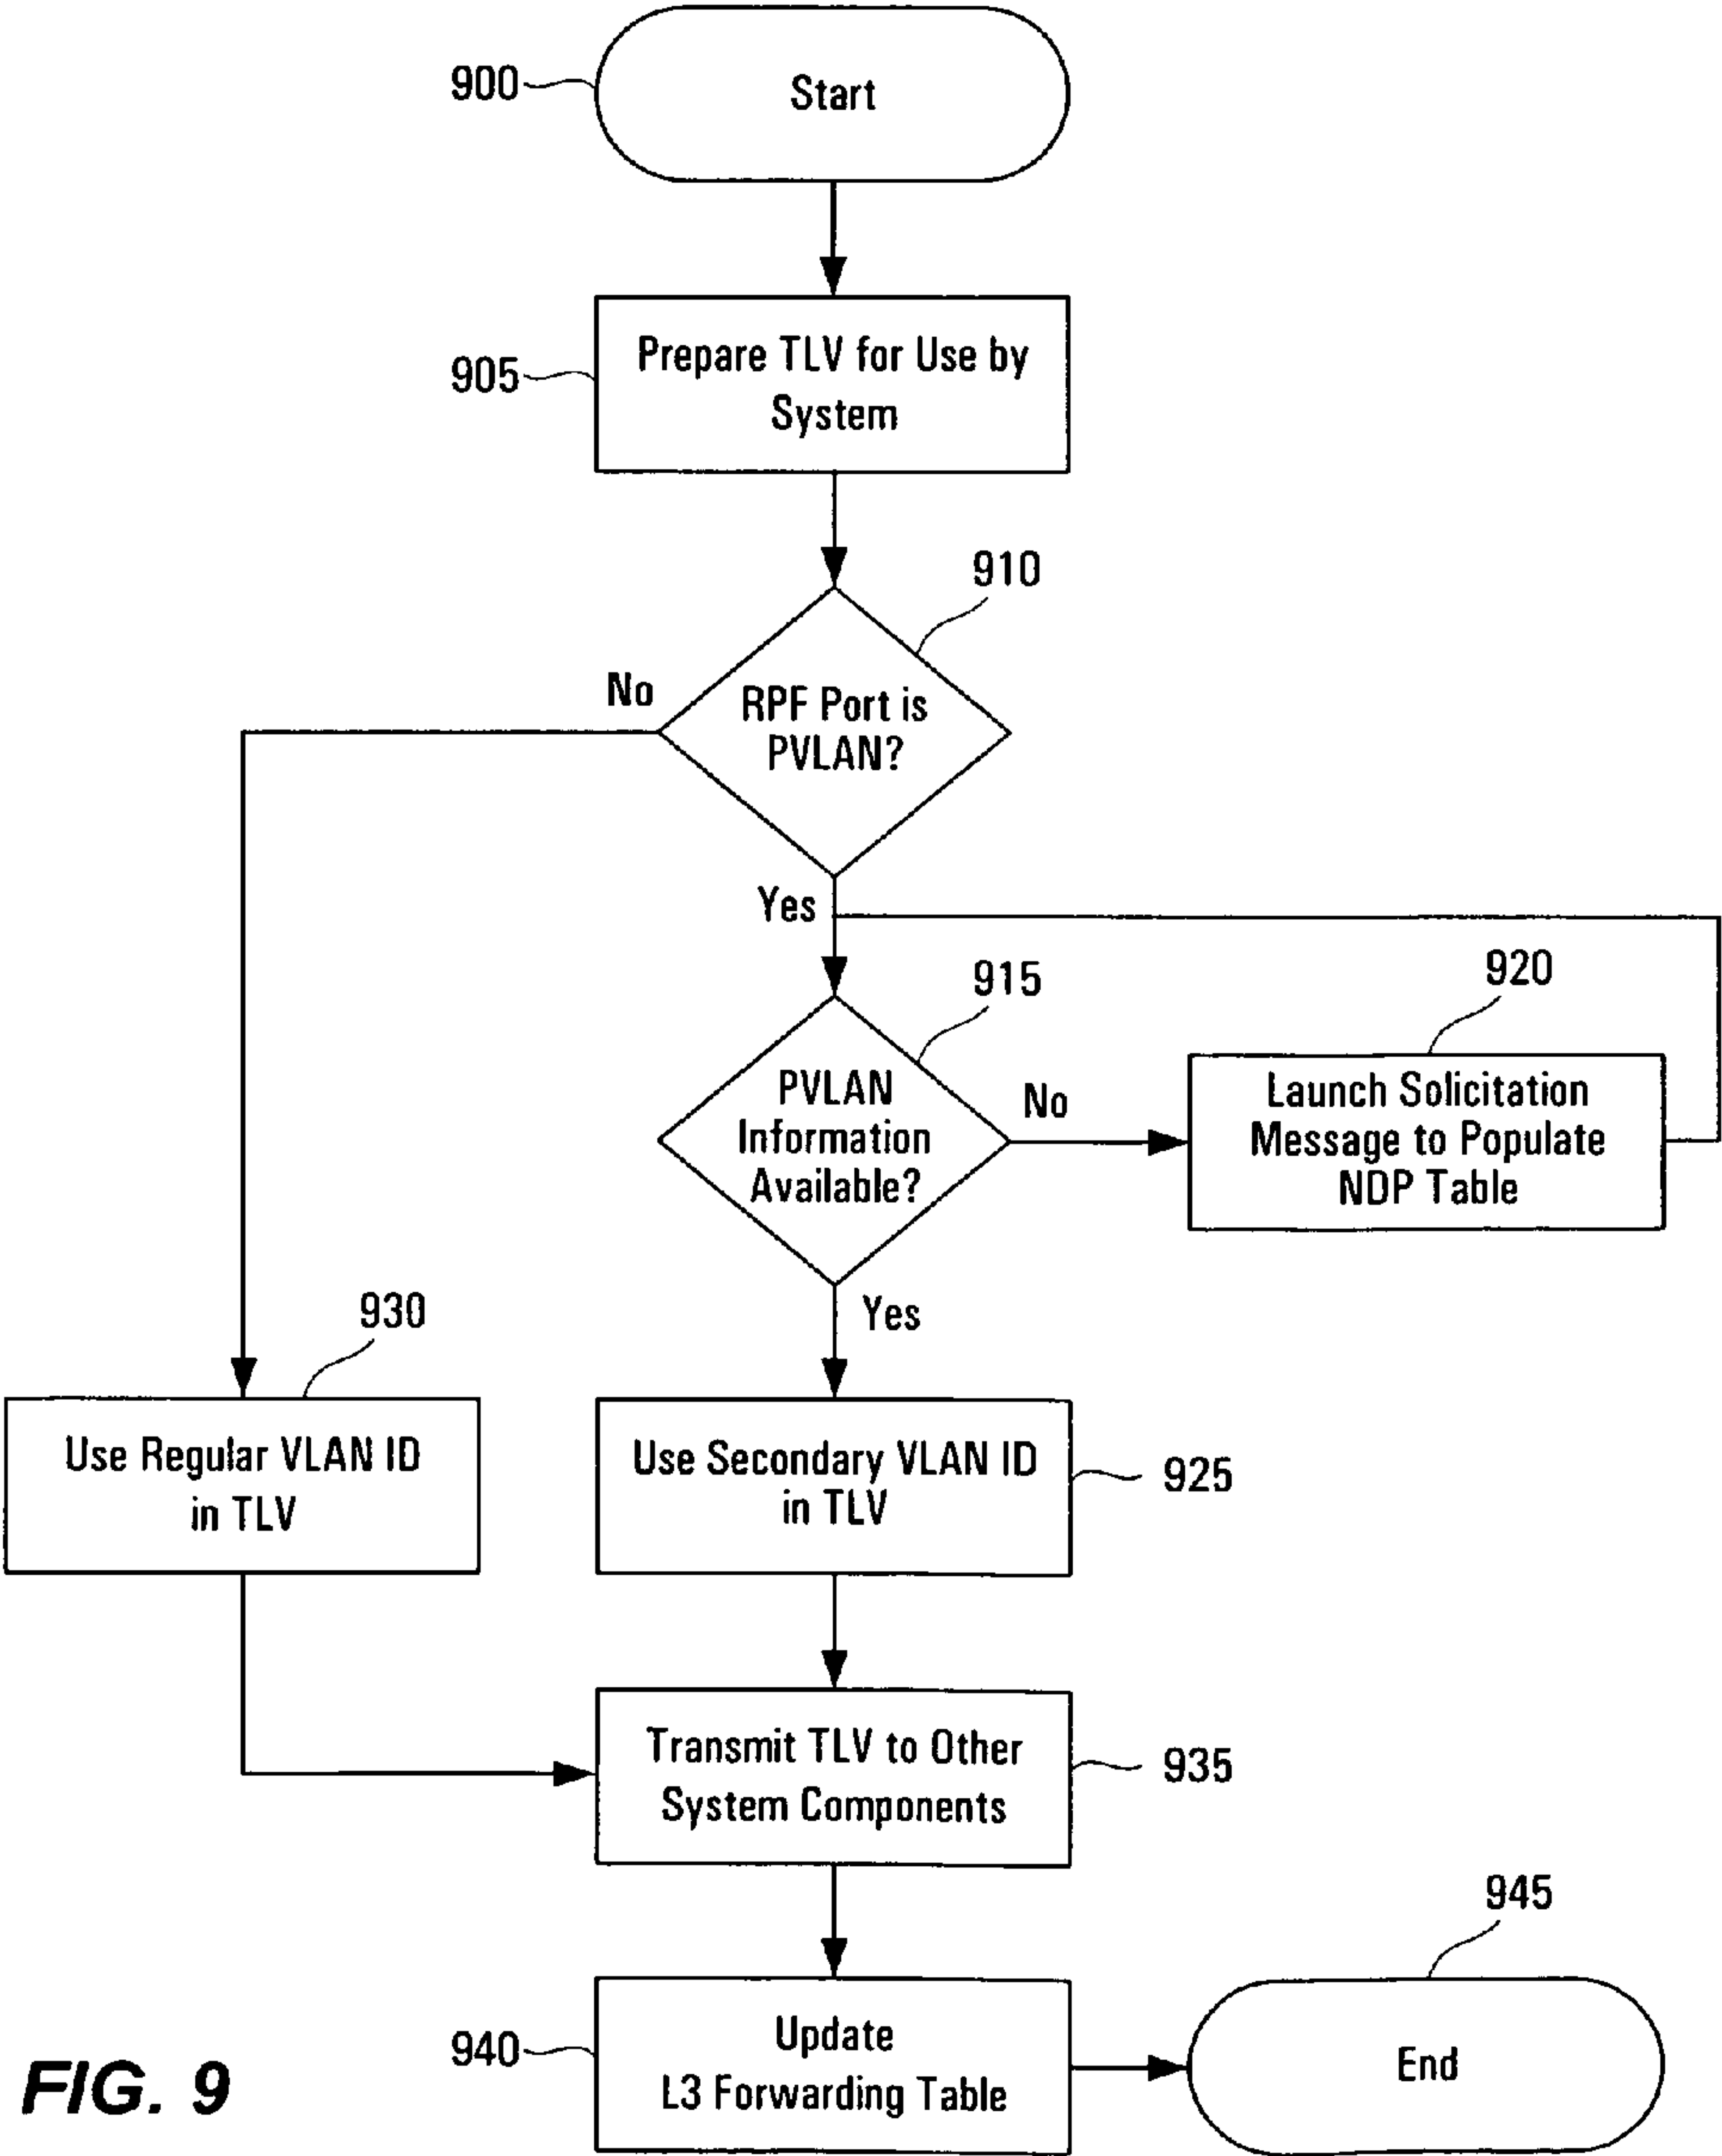 900
Start
905
Prepare TLV for Use by
System
910
No
RPF Port is
PVLAN?
Yes
915
920
PVLAN
Information
Available?
No
Launch Solicitation
Message to Populate
NDP Table
Yes
930
Use Regular VLAN ID
in TLV
Use Secondary VLAN ID
in TLV
925
Transmit TLV to Other
System Components
935
945
940
Update
L3 Forwarding Table
End
FIG. 9